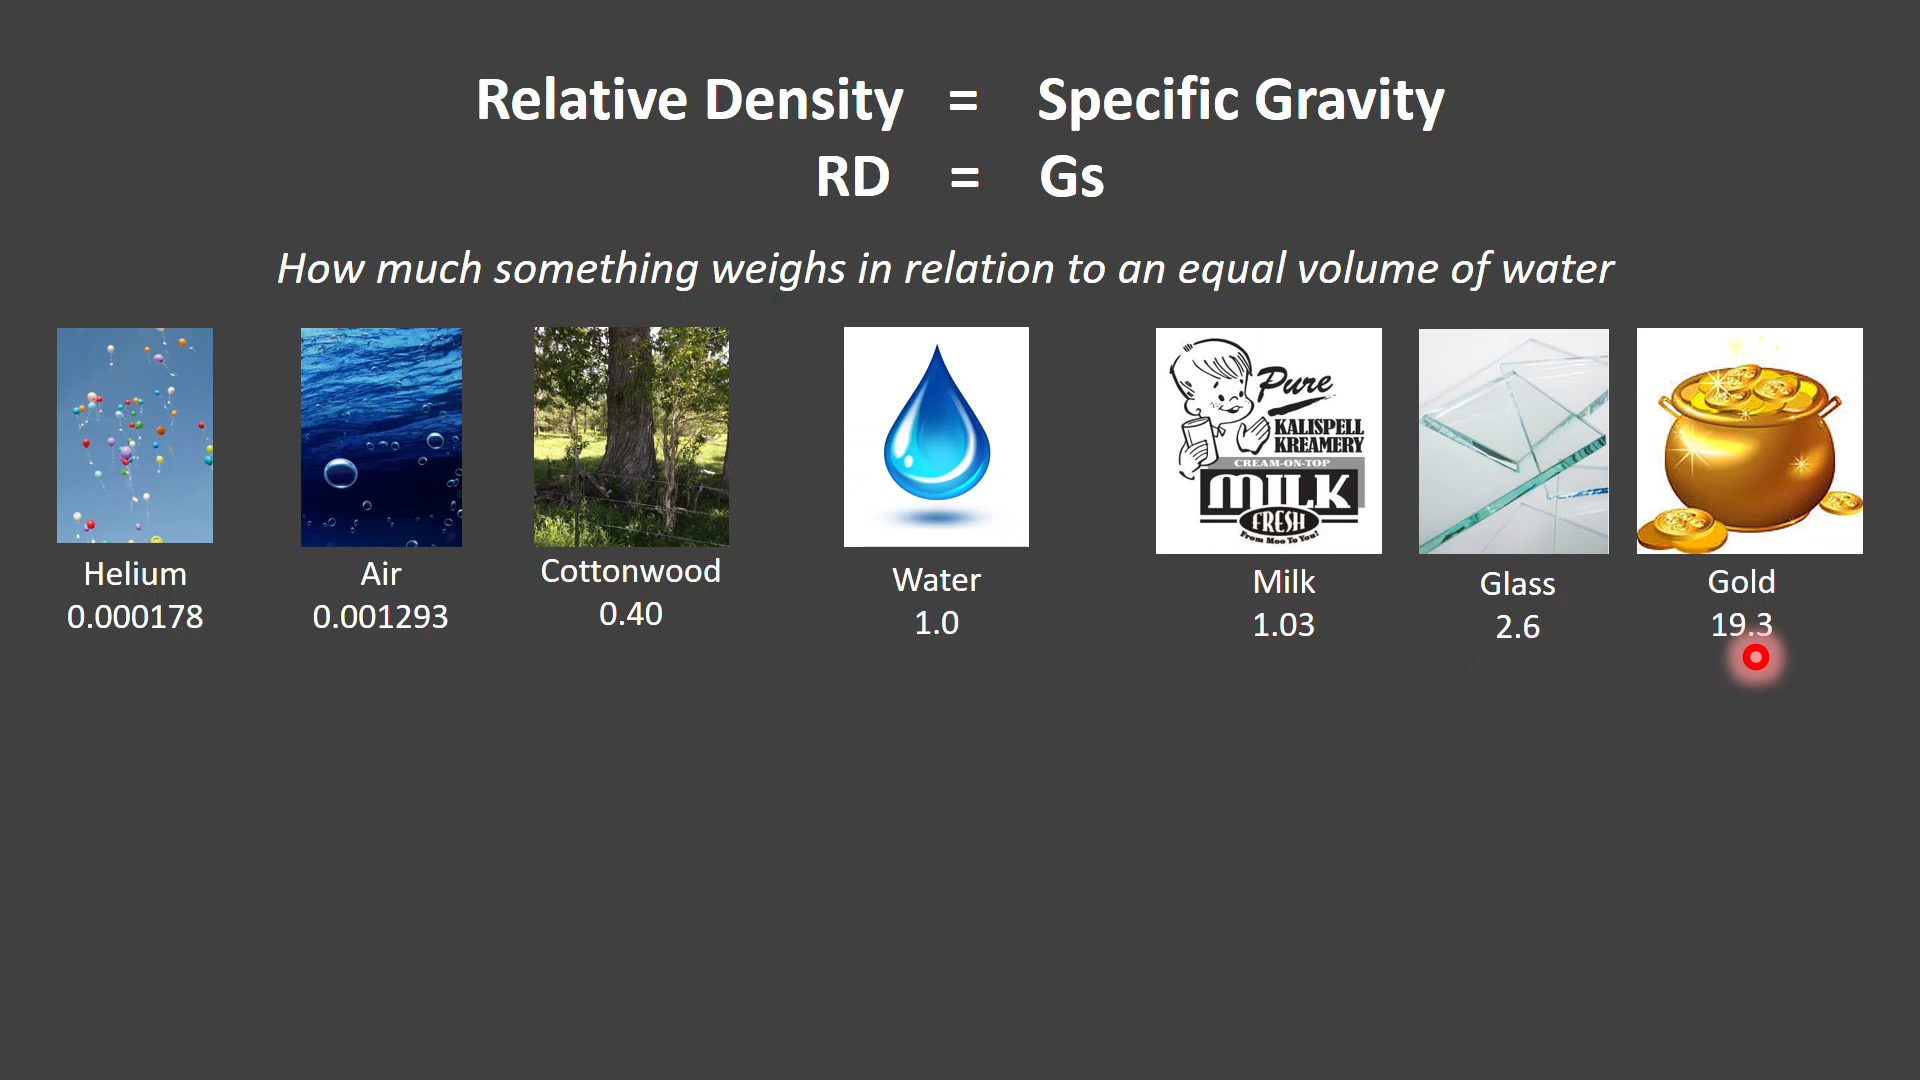 Relative Density = Specific Gravity
RD = Gs
How much something weighs in relation to an equal volume of water
Pure
KALISPELL
KREAMERY
CREAM-ON-TOP
MILK
FRESH
From Moo To You!
Helium
0.000178
Air
0.001293
Cottonwood
0.40
Water
1.0
Milk
1.03
Glass
2.6
Gold
19.3